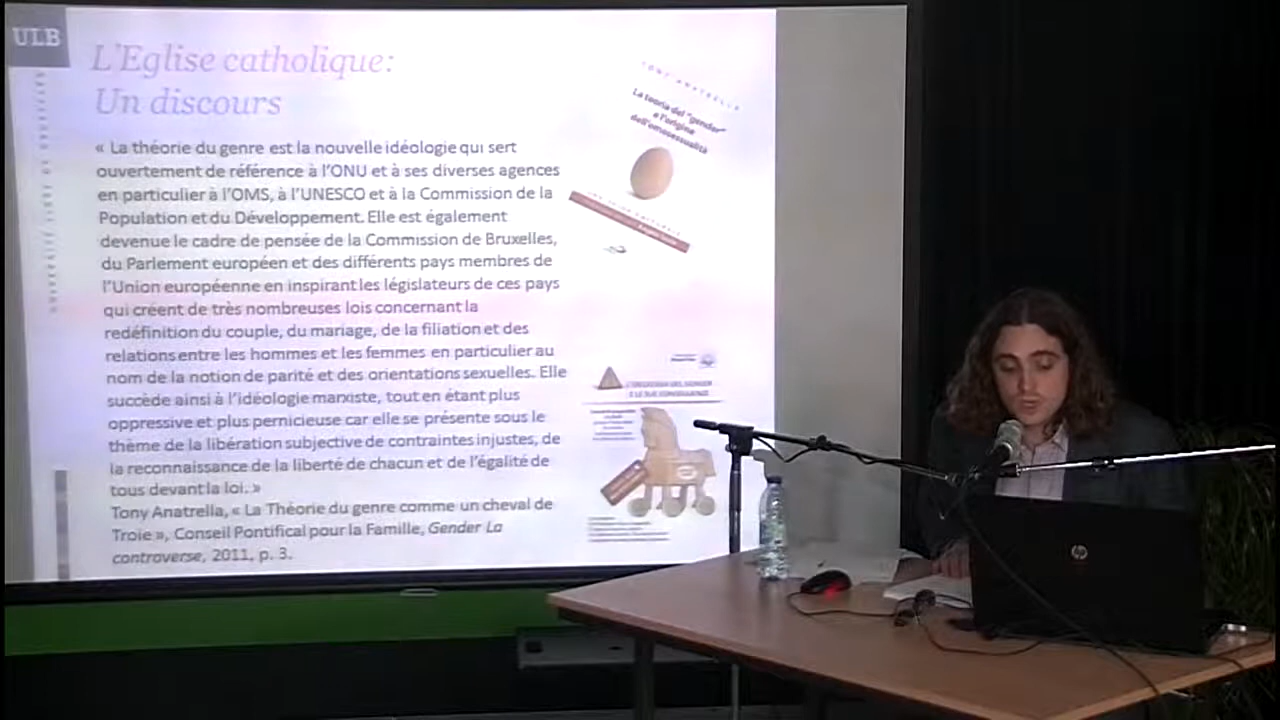 ULB
L'Eglise catholique:
Un discours
« La théorie du genre est la nouvelle idéologie qui sert
ouvertement de référence à l'ONU et à ses diverses agences
en particulier à l'OMS, à l'UNESCO et à la Commission de la
Population et du Développement. Elle est également
devenue le cadre de pensée de la Commission de Bruxelles,
du Parlement européen et des différents pays membres de
l'Union européenne en inspirant les législateurs de ces pays
qui créent de très nombreuses lois concernant la
redéfinition du couple, du mariage, de la filiation et des
relations entre les hommes et les femmes en particulier au
nom de la notion de parité et des orientations sexuelles. Elle
succède ainsi à l'idéologie marxiste, tout en étant plus
oppressive et plus pernicieuse car elle se présente sous le
thème de la libération subjective de contraintes injustes, de
la reconnaissance de la liberté de chacun et de l'égalité de
tous devant la loi. »
Tony Anatrella, « La Théorie du genre comme un cheval de
Troie », Conseil Pontifical pour la Famille, Gender La
controverse, 2011, p. 3.
TONY ANATRELLA
La teoria del "gender"
e l'origine
dell'omosessualità
hp